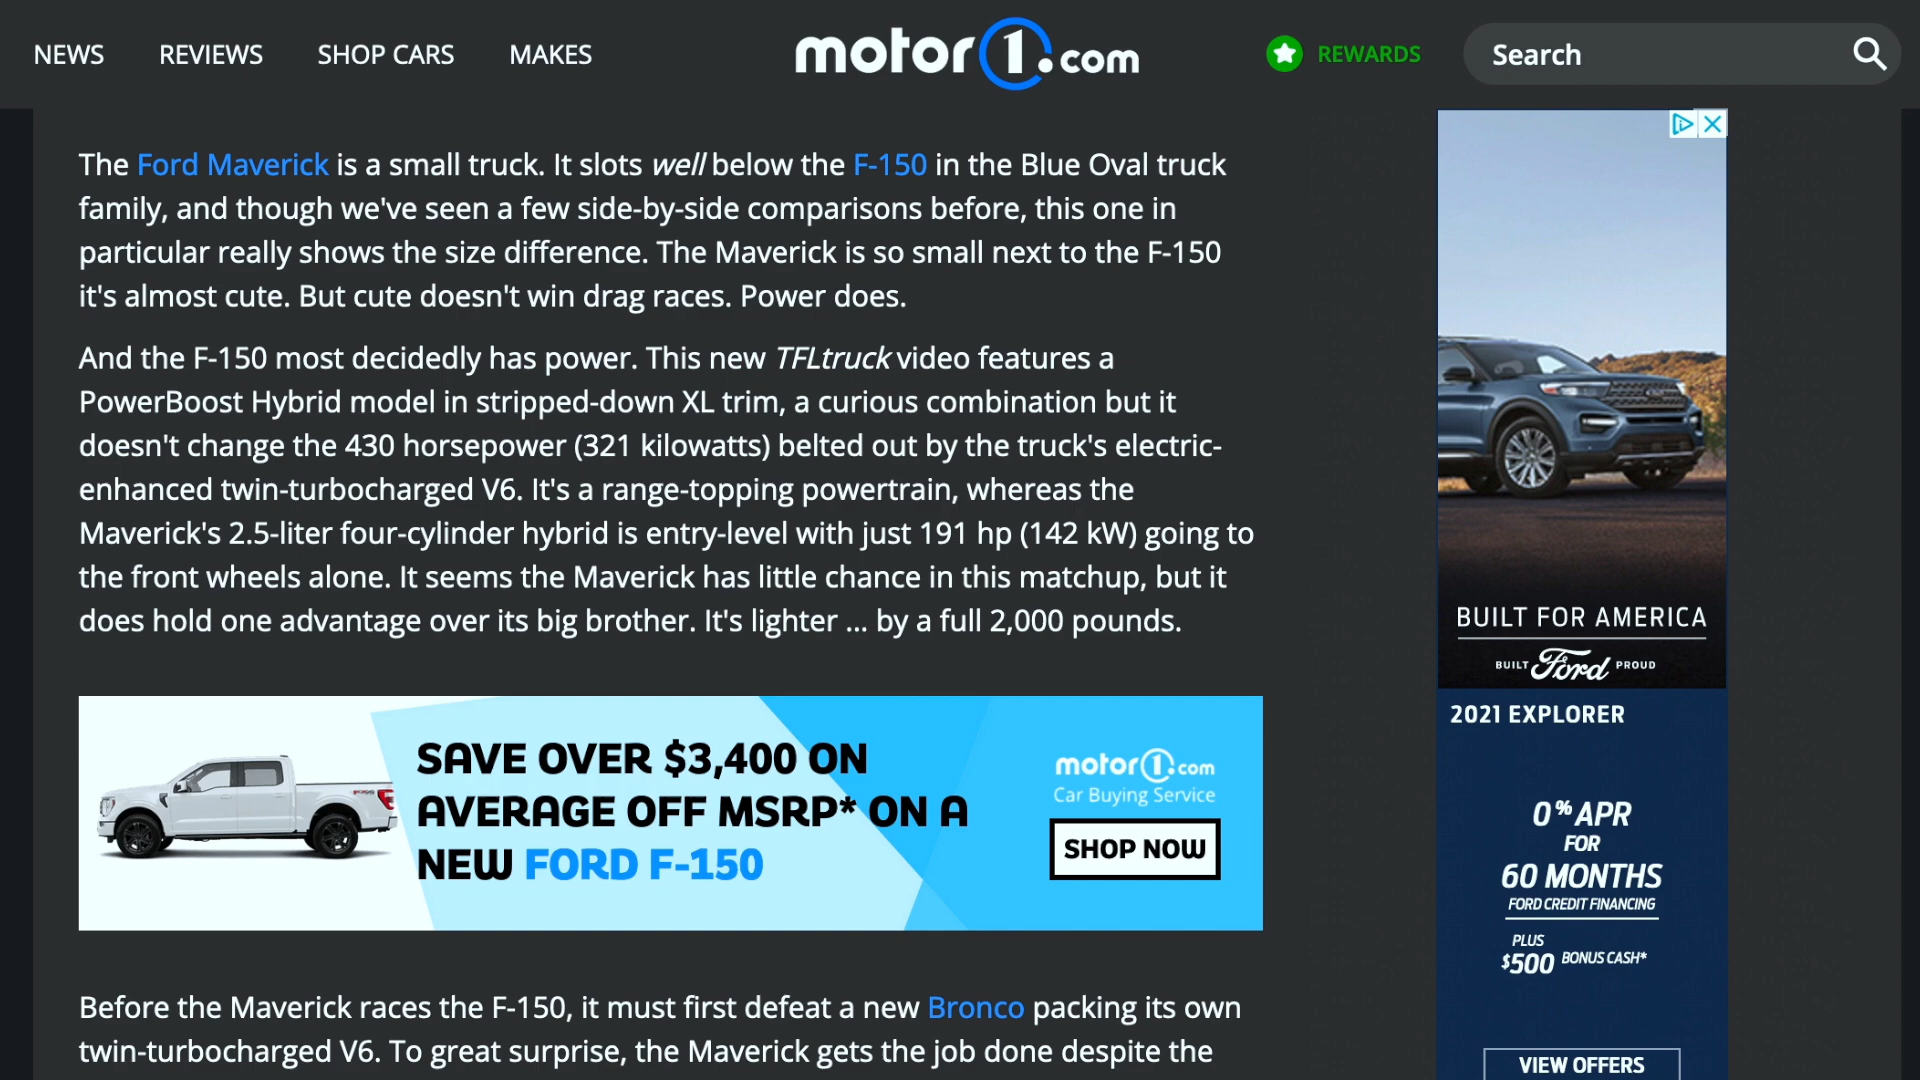 NEWS
REVIEWS
SHOP CARS
MAKES
motor1.com
REWARDS
Search
The Ford Maverick is a small truck. It slots well below the F-150 in the Blue Oval truck
family, and though we've seen a few side-by-side comparisons before, this one in
particular really shows the size difference. The Maverick is so small next to the F-150
it's almost cute. But cute doesn't win drag races. Power does.
And the F-150 most decidedly has power. This new TFLtruck video features a
PowerBoost Hybrid model in stripped-down XL trim, a curious combination but it
doesn't change the 430 horsepower (321 kilowatts) belted out by the truck's electric-
enhanced twin-turbocharged V6. It's a range-topping powertrain, whereas the
Maverick's 2.5-liter four-cylinder hybrid is entry-level with just 191 hp (142 kW) going to
the front wheels alone. It seems the Maverick has little chance in this matchup, but it
does hold one advantage over its big brother. It's lighter ... by a full 2,000 pounds.
SAVE OVER $3,400 ON
AVERAGE OFF MSRP* ON A
NEW FORD F-150
motor1.com
Car Buying Service
SHOP NOW
Before the Maverick races the F-150, it must first defeat a new Bronco packing its own
twin-turbocharged V6. To great surprise, the Maverick gets the job done despite the
BUILT FOR AMERICA
BUILT Ford PROUD
2021 EXPLORER
0% APR
FOR
60 MONTHS
FORD CREDIT FINANCING
PLUS
$500 BONUS CASH*
VIEW OFFERS